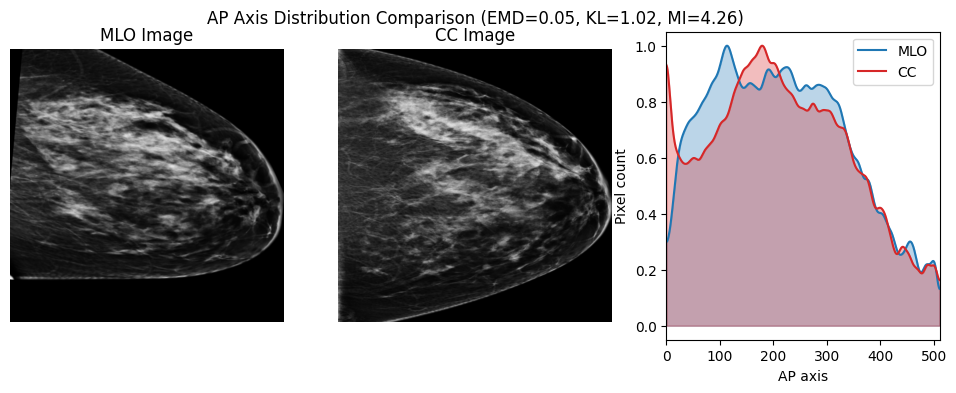 AP Axis Distribution Comparison (EMD=0.05, KL=1.02, MI=4.26)
MLO Image
CC Image
MLO
CC
Pixel count
1.0
0.8
0.6
0.4
0.2
0.0
0 100 200 300 400 500
AP axis